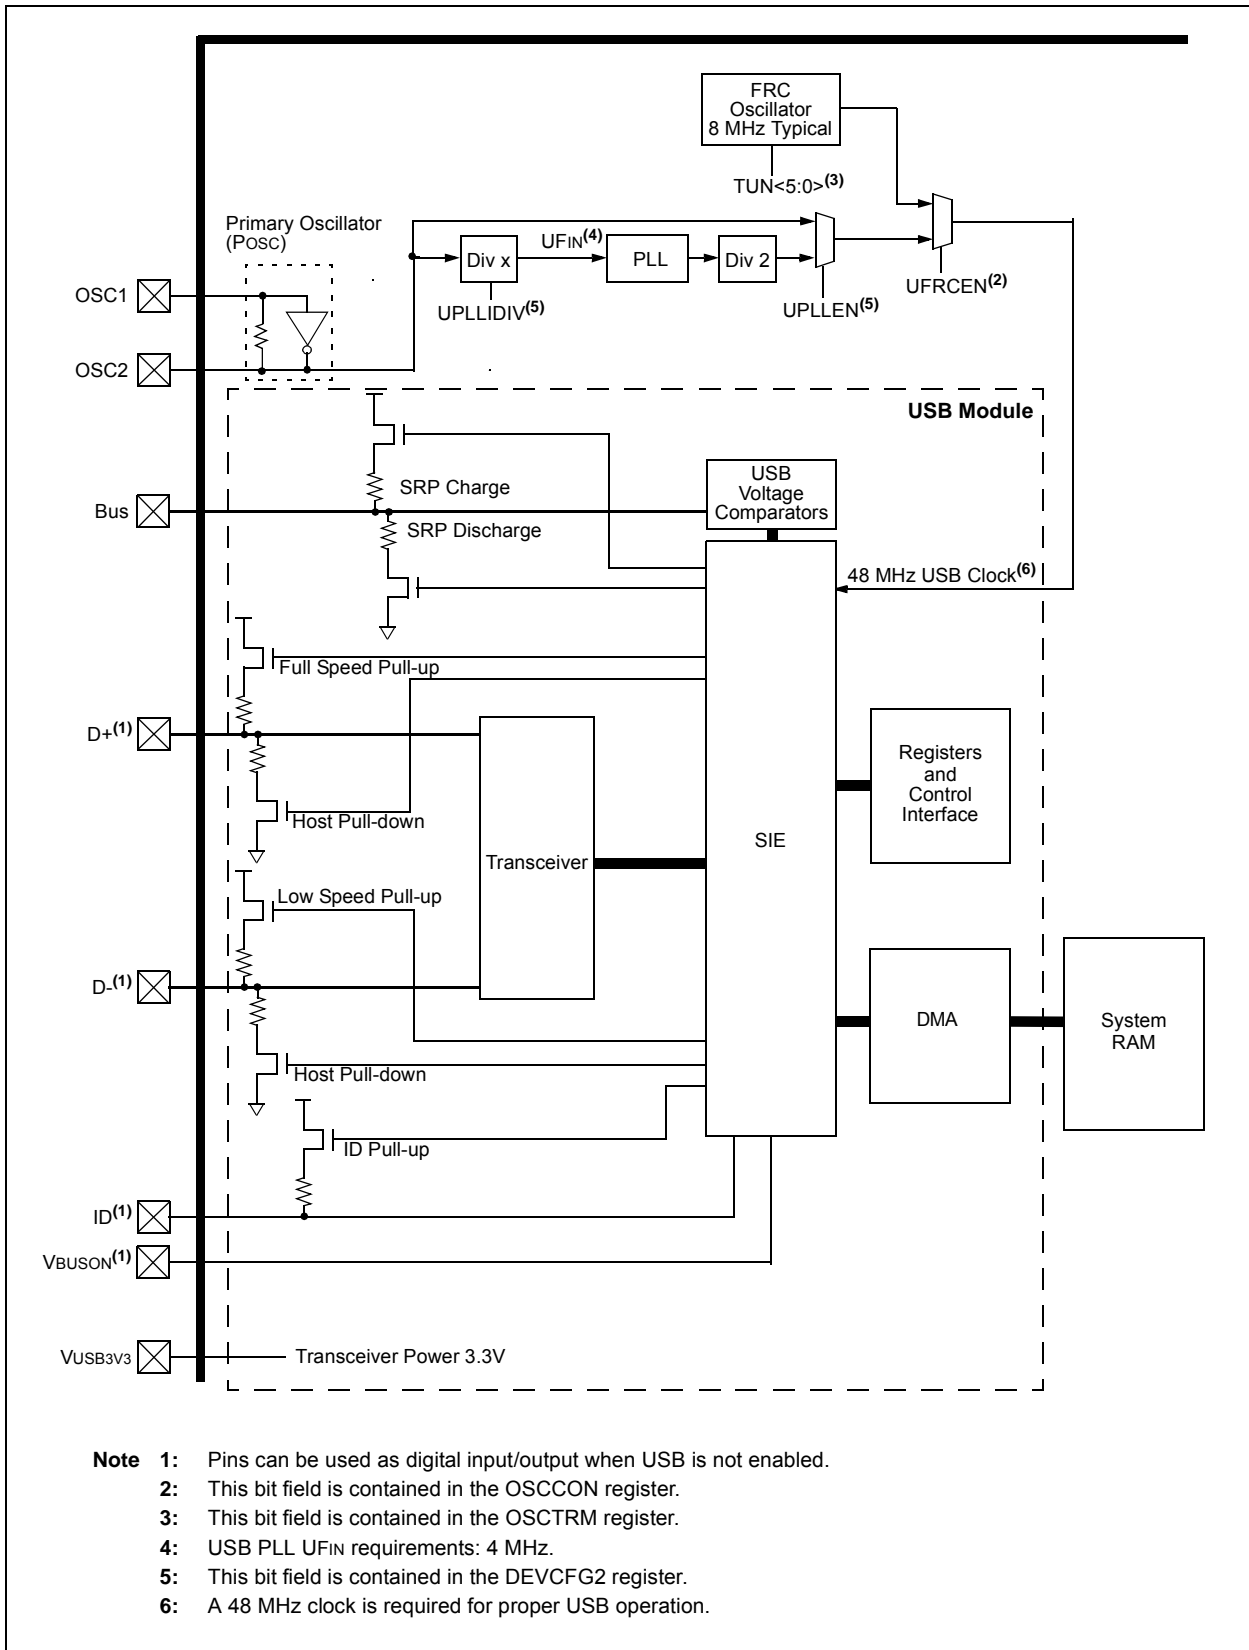 FRC
Oscillator
8 MHz Typical
TUN<5:0>(3)
Primary Oscillator
(POSC)
UFIN(4)
Div x
PLL
Div 2
UFRCEN(2)
OSC1
UPLLIDIV(5)
UPLLEN(5)
OSC2
USB Module
USB
Voltage
Comparators
SRP Charge
Bus
SRP Discharge
48 MHz USB Clock(6)
Full Speed Pull-up
D+(1)
Registers
and
Control
Interface
Host Pull-down
SIE
Transceiver
Low Speed Pull-up
D-(1)
DMA
System
RAM
Host Pull-down
ID Pull-up
ID(1)
VBUSON(1)
VUSB3V3
Transceiver Power 3.3V
Note 1: Pins can be used as digital input/output when USB is not enabled.
2: This bit field is contained in the OSCCON register.
3: This bit field is contained in the OSCTRM register.
4: USB PLL UFIN requirements: 4 MHz.
5: This bit field is contained in the DEVCFG2 register.
6: A 48 MHz clock is required for proper USB operation.